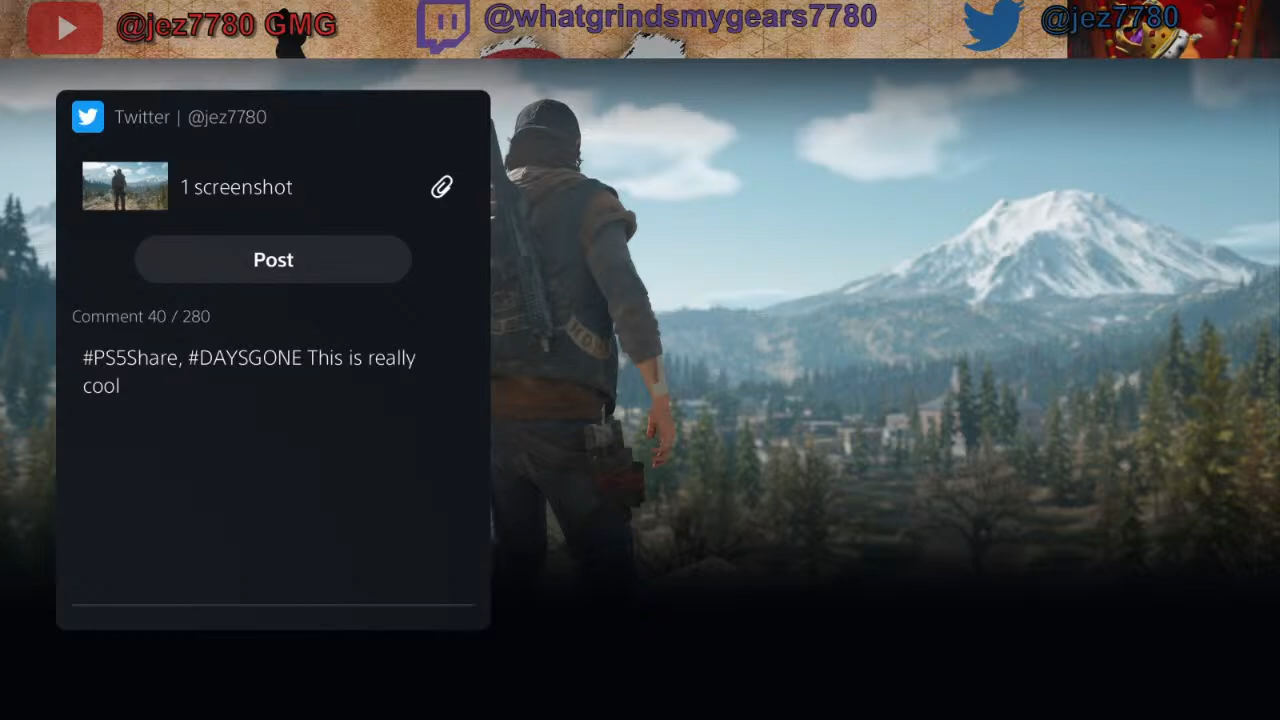 @jez7780 GMG
@whatgrindsmygears7780
@jez7780
Twitter | @jez7780
1 screenshot
Post
Comment 40 / 280
#PS5Share, #DAYSGONE This is really
cool